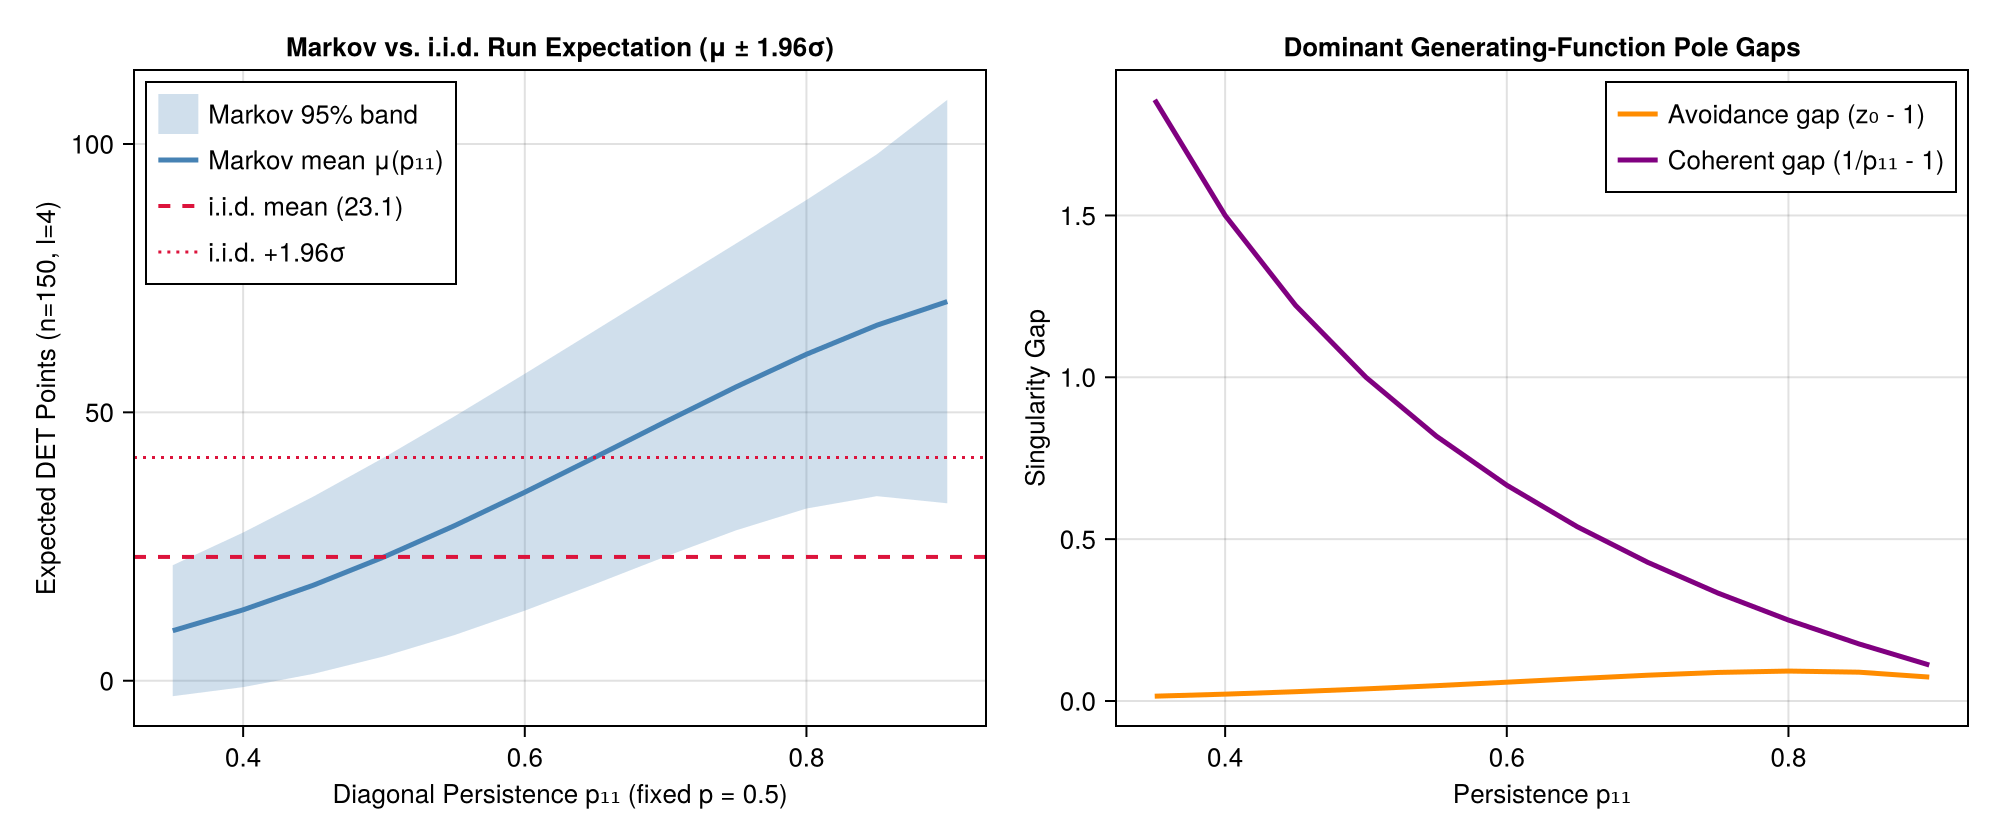 Markov vs. i.i.d. Run Expectation (μ ± 1.96σ)
Markov 95% band
Markov mean μ(p₁₁)
i.i.d. mean (23.1)
i.i.d. +1.96σ
Expected DET Points (n=150, l=4)
100
50
0
0.4
0.6
0.8
Diagonal Persistence p₁₁ (fixed p = 0.5)
Dominant Generating-Function Pole Gaps
Avoidance gap (z₀ - 1)
Coherent gap (1/p₁₁ - 1)
Singularity Gap
1.5
1.0
0.5
0.0
0.4
0.6
0.8
Persistence p₁₁